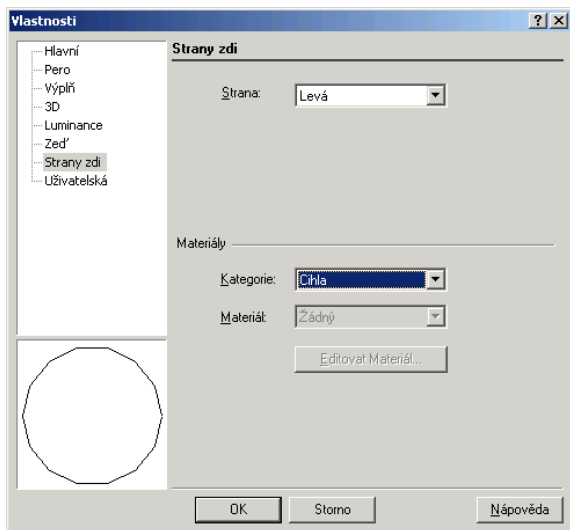 Vlastnosti
Hlavní
Pero
Výplň
3D
Luminance
Zeď
Strany zdi
Uživatelská
Strany zdi
Strana: Levá
Materiály
Kategorie: Cihla
Materiál: Žádný
Editovat Materiál...
OK Storno Nápověda